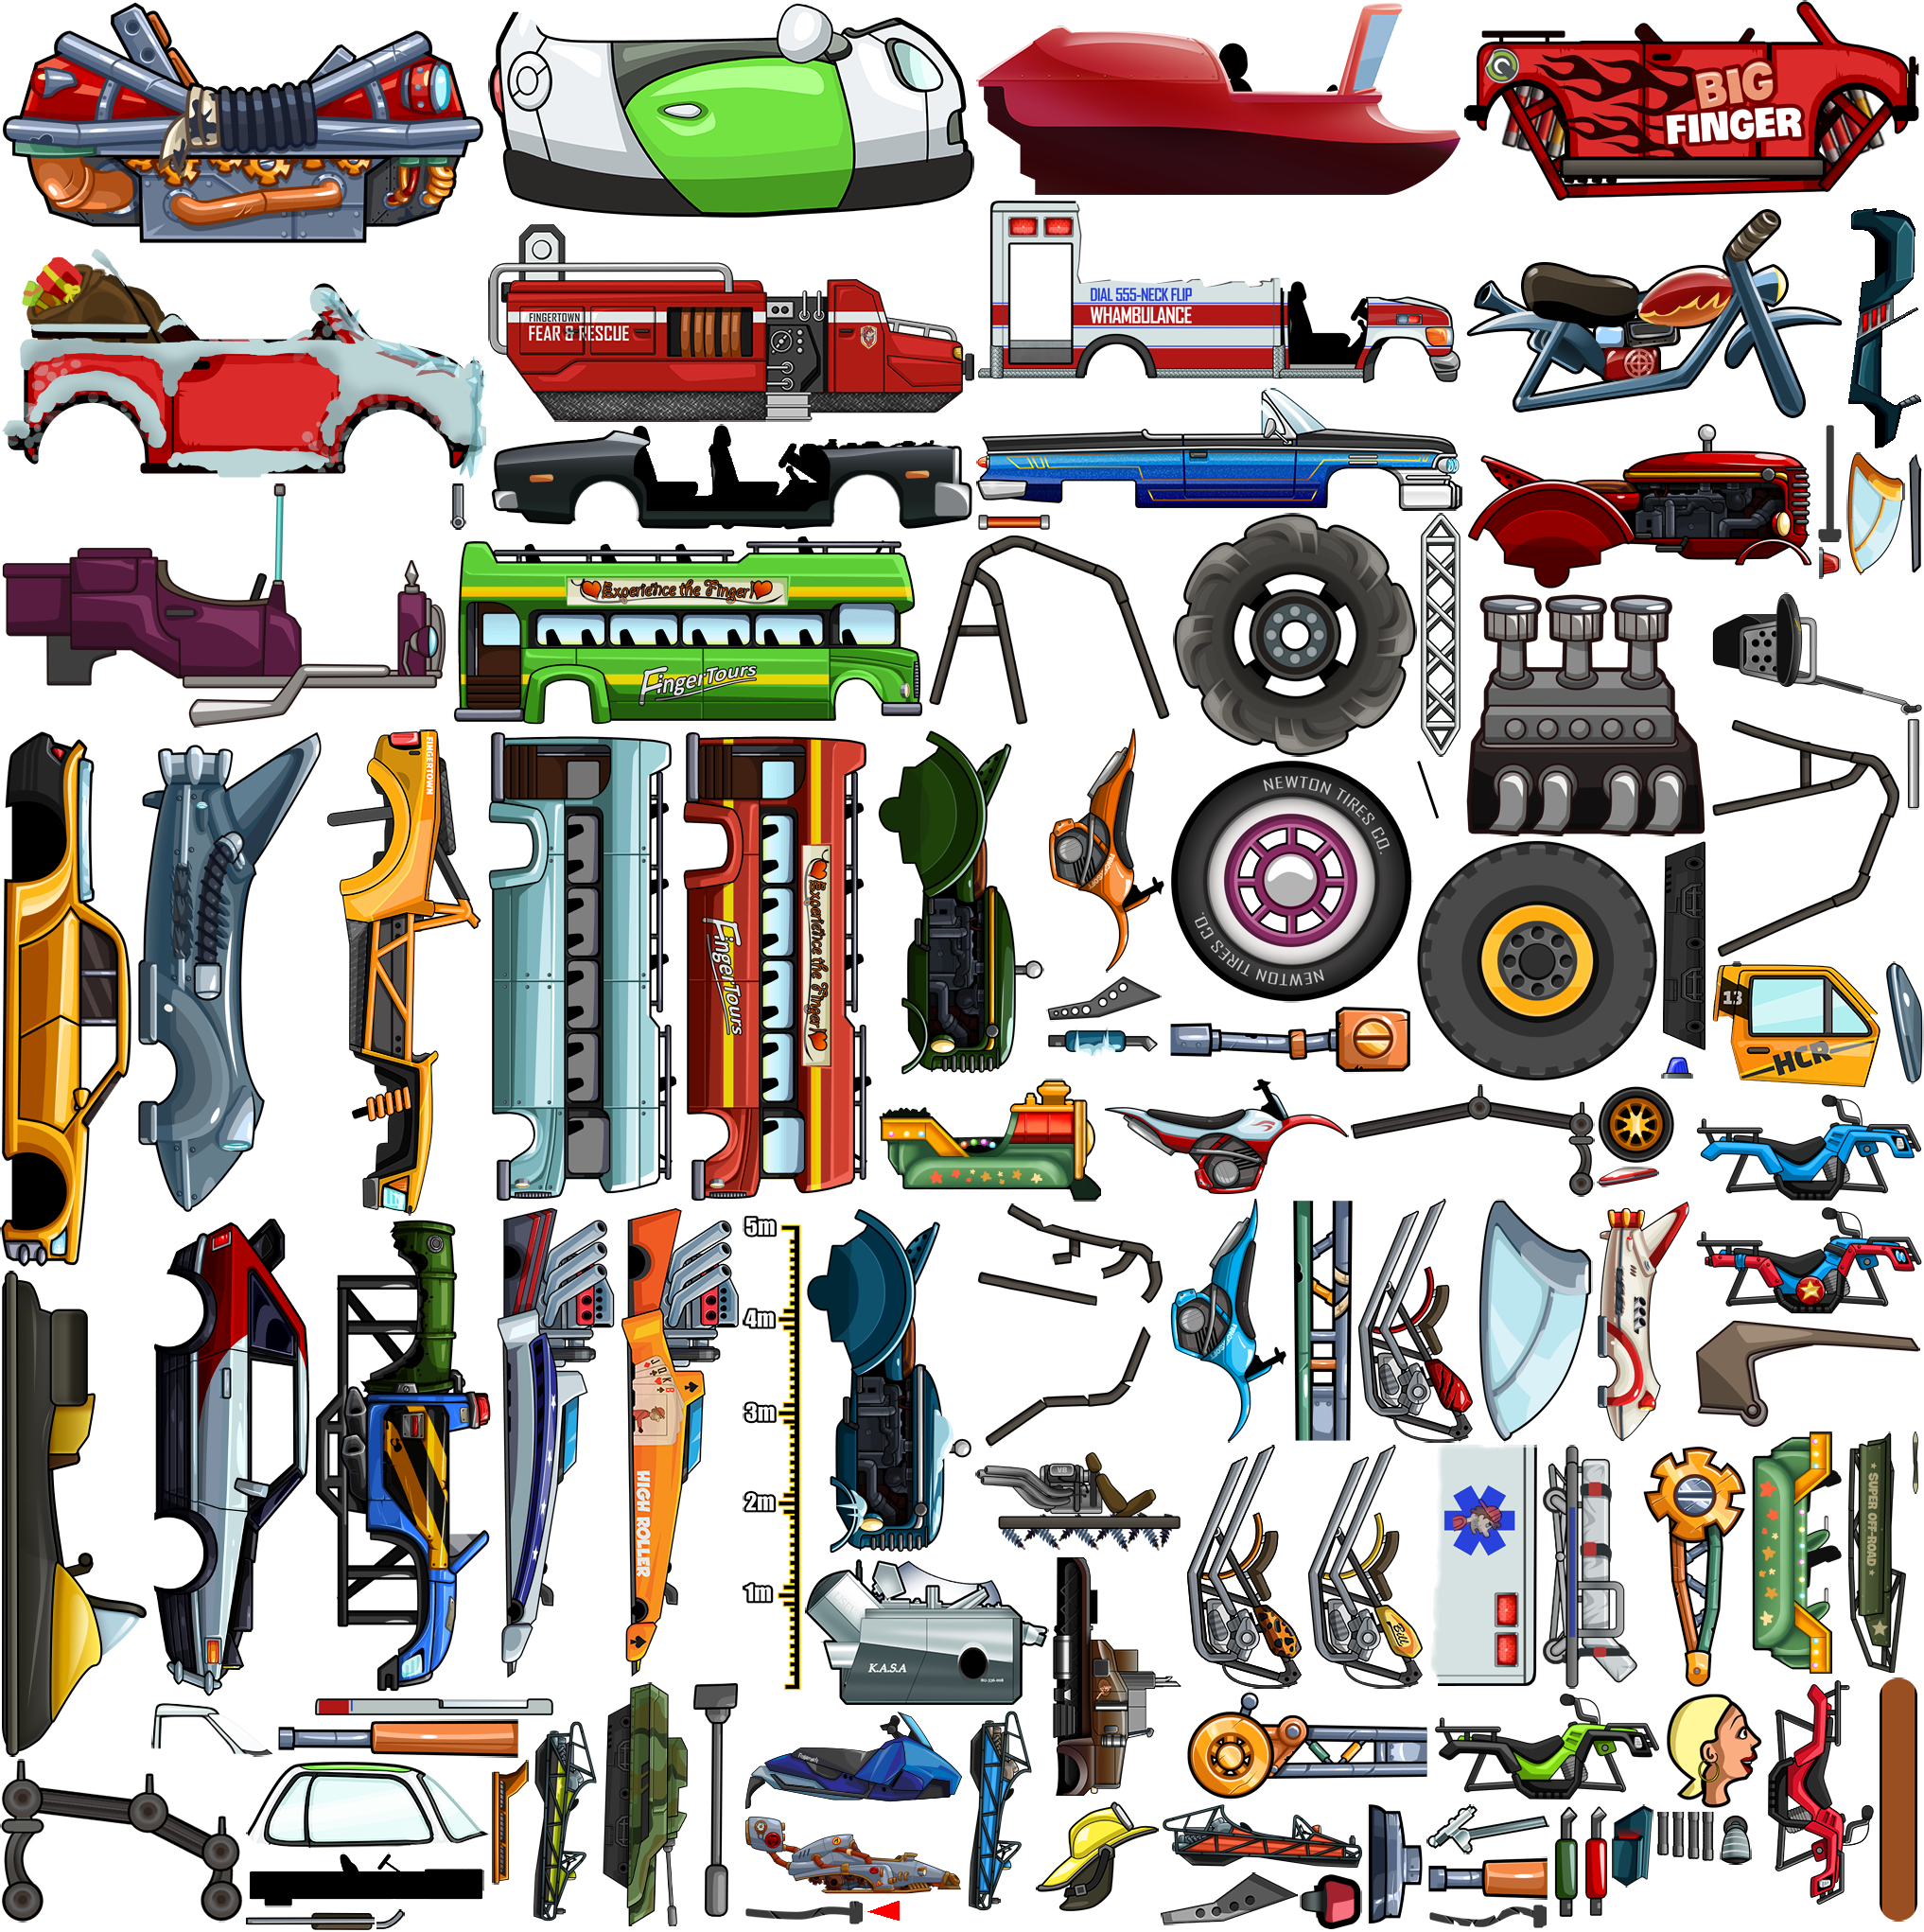 BIG
FINGER
FINGERTOWN
FEAR & RESCUE
DIAL 555-NECK FLIP
WHAMBULANCE
Experience the Finger!
FingerTours
FINGERTOWN
NEWTON TIRES CO.
NEWTON TIRES CO.
FingerTours
Experience the Finger!
13
HCR
5m
4m
3m
2m
1m
HIGH ROLLER
SUPER OFF-ROAD
K.A.S.A